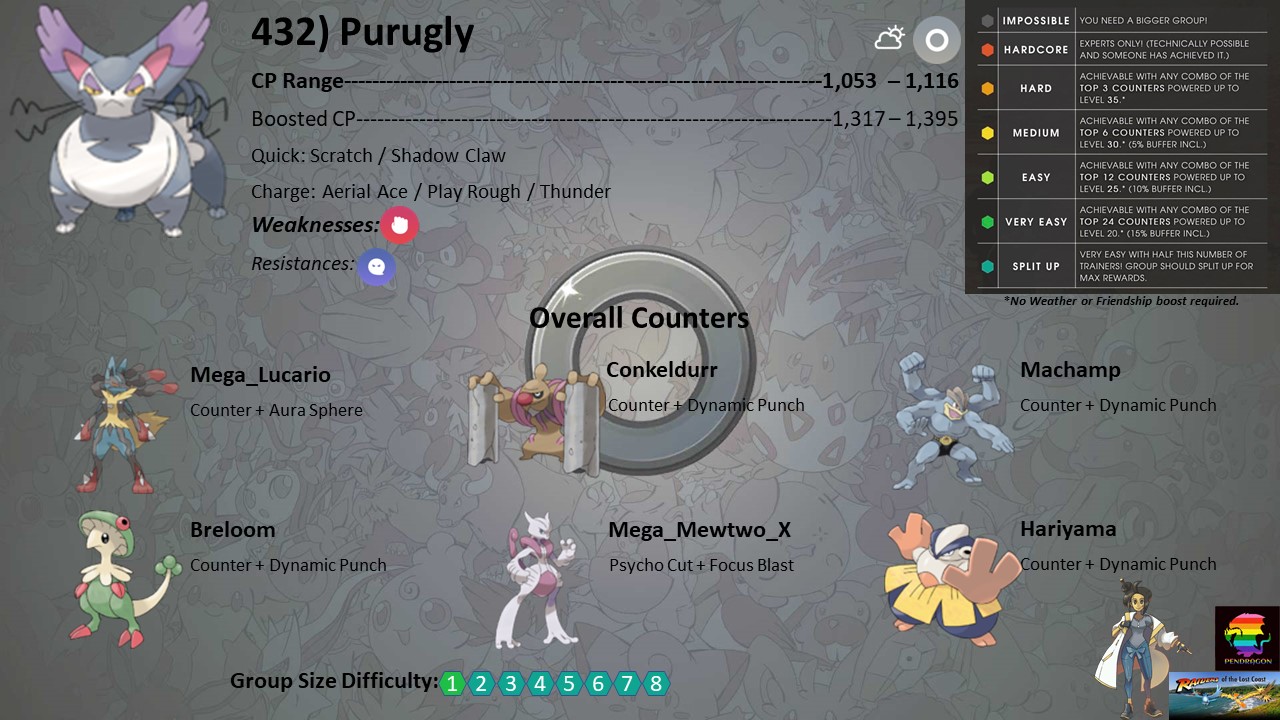 432) Purugly
CP Range--------------------------------------------------------------------1,053 – 1,116
Boosted CP--------------------------------------------------------------------1,317 – 1,395
Quick: Scratch / Shadow Claw
Charge: Aerial Ace / Play Rough / Thunder
Weaknesses:
Resistances:
IMPOSSIBLE YOU NEED A BIGGER GROUP!
HARDCORE EXPERTS ONLY! (TECHNICALLY POSSIBLE
AND SOMEONE HAS ACHIEVED IT.)
HARD ACHIEVABLE WITH ANY COMBO OF THE
TOP 3 COUNTERS POWERED UP TO
LEVEL 35.*
MEDIUM ACHIEVABLE WITH ANY COMBO OF THE
TOP 6 COUNTERS POWERED UP TO
LEVEL 30.* (5% BUFFER INCL.)
EASY ACHIEVABLE WITH ANY COMBO OF THE
TOP 12 COUNTERS POWERED UP TO
LEVEL 25.* (10% BUFFER INCL.)
VERY EASY ACHIEVABLE WITH ANY COMBO OF THE
TOP 24 COUNTERS POWERED UP TO
LEVEL 20.* (15% BUFFER INCL.)
SPLIT UP VERY EASY WITH HALF THIS NUMBER OF
TRAINERS! GROUP SHOULD SPLIT UP FOR
MAX REWARDS.
*No Weather or Friendship boost required.
Overall Counters
Mega_Lucario
Counter + Aura Sphere
Conkeldurr
Counter + Dynamic Punch
Machamp
Counter + Dynamic Punch
Breloom
Counter + Dynamic Punch
Mega_Mewtwo_X
Psycho Cut + Focus Blast
Hariyama
Counter + Dynamic Punch
Group Size Difficulty: 1 2 3 4 5 6 7 8
PENDRAGON
RAIDERS of the Lost Coast